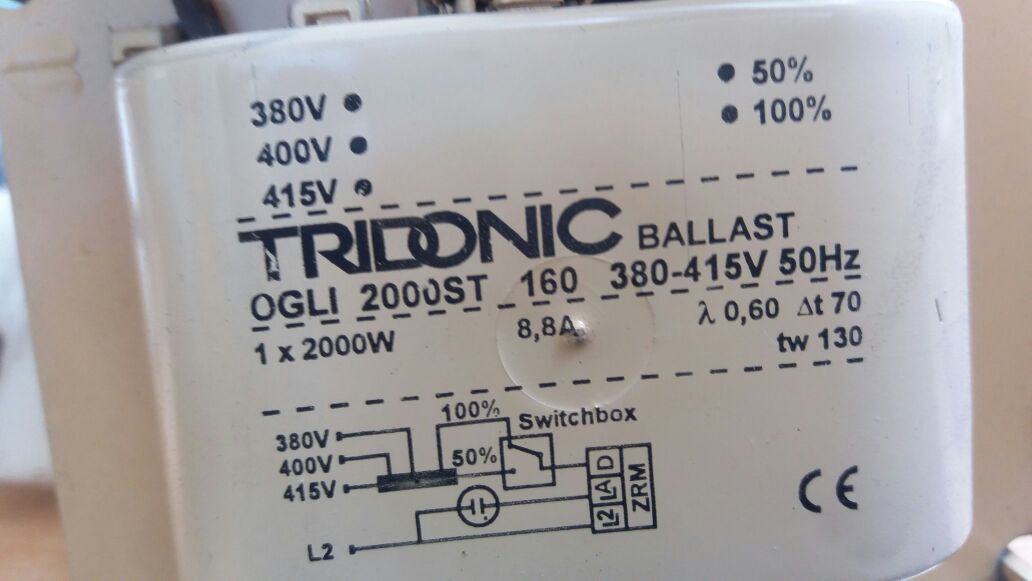 380V
400V
415V
50%
100%
TRIDONIC BALLAST
OGLI 2000ST 160 380-415V 50Hz
1 x 2000W 8,8A λ 0,60 Δt 70
tw 130
100% Switchbox
380V
400V 50%
415V
D
LA
L2
ZRM
L2
CE